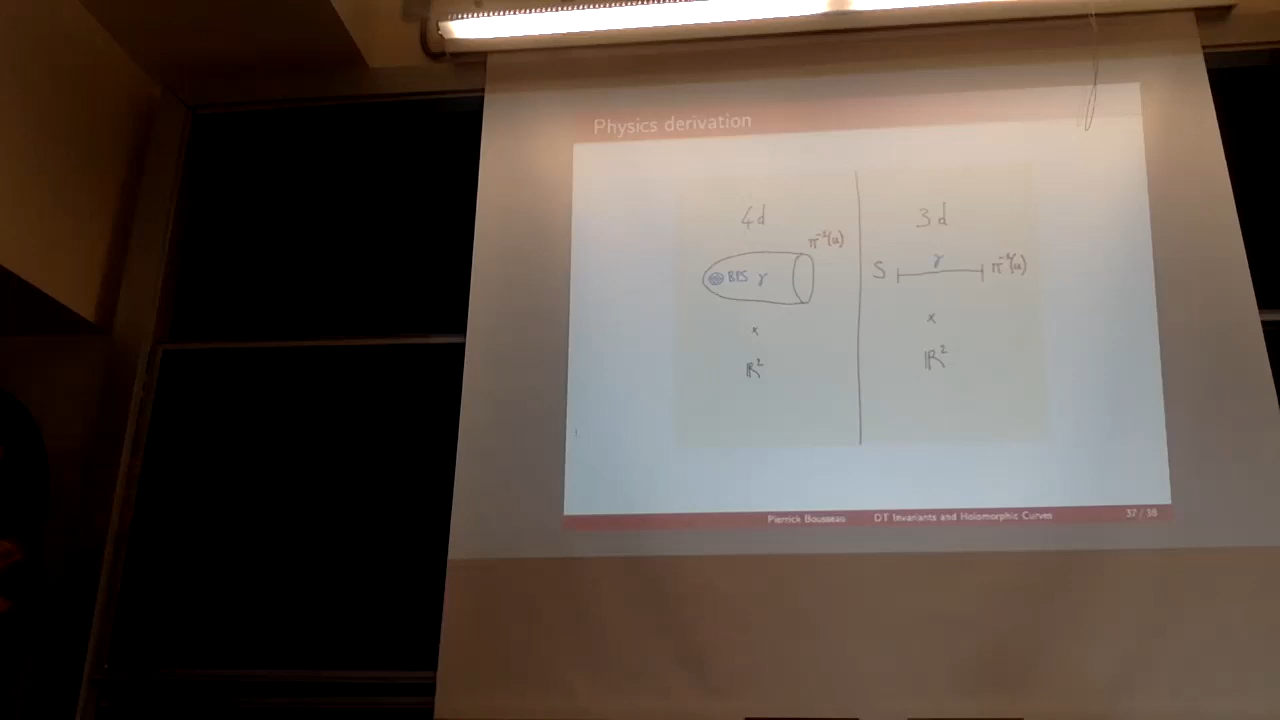 Physics derivation
4d
π⁻¹(u)
BPS γ
×
ℝ²
3d
S γ π⁻¹(u)
×
ℝ²
Pierrick Bousseau DT Invariants and Holomorphic Curves 37 / 38